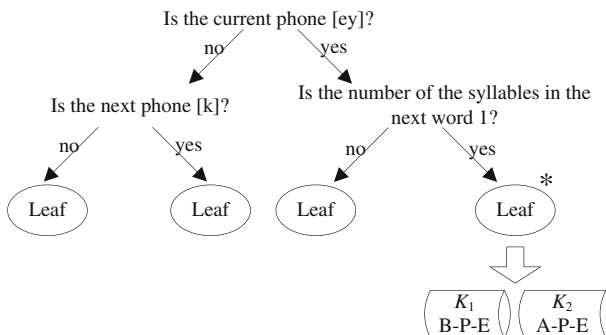 Is the current phone [ey]?
no
yes
Is the next phone [k]?
Is the number of the syllables in the
next word 1?
no
yes
no
yes
Leaf
Leaf
Leaf
Leaf
*
K1
B-P-E
K2
A-P-E